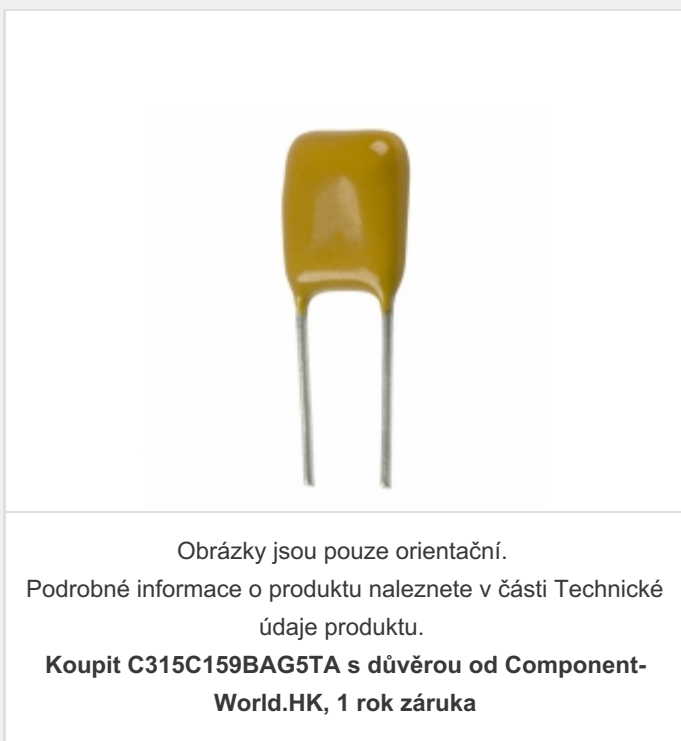 Obrázky jsou pouze orientační.
Podrobné informace o produktu naleznete v části Technické
údaje produktu.
Koupit C315C159BAG5TA s důvěrou od Component-
World.HK, 1 rok záruka